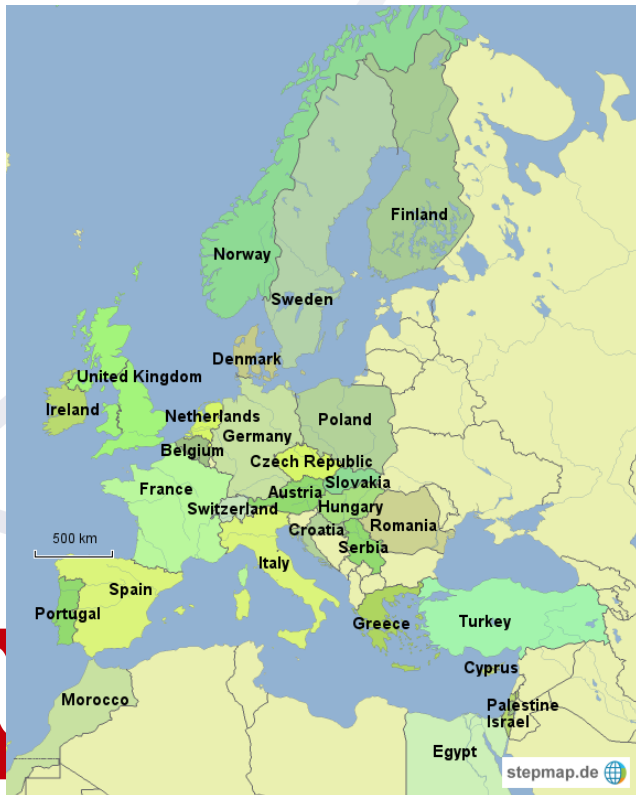 Finland
Norway
Sweden
Denmark
United Kingdom
Ireland
Netherlands
Poland
Germany
Belgium
Czech Republic
Slovakia
France
Austria
Switzerland
Hungary
Romania
Croatia
500 km
Serbia
Italy
Spain
Portugal
Greece
Turkey
Cyprus
Morocco
Palestine
Israel
Egypt
stepmap.de